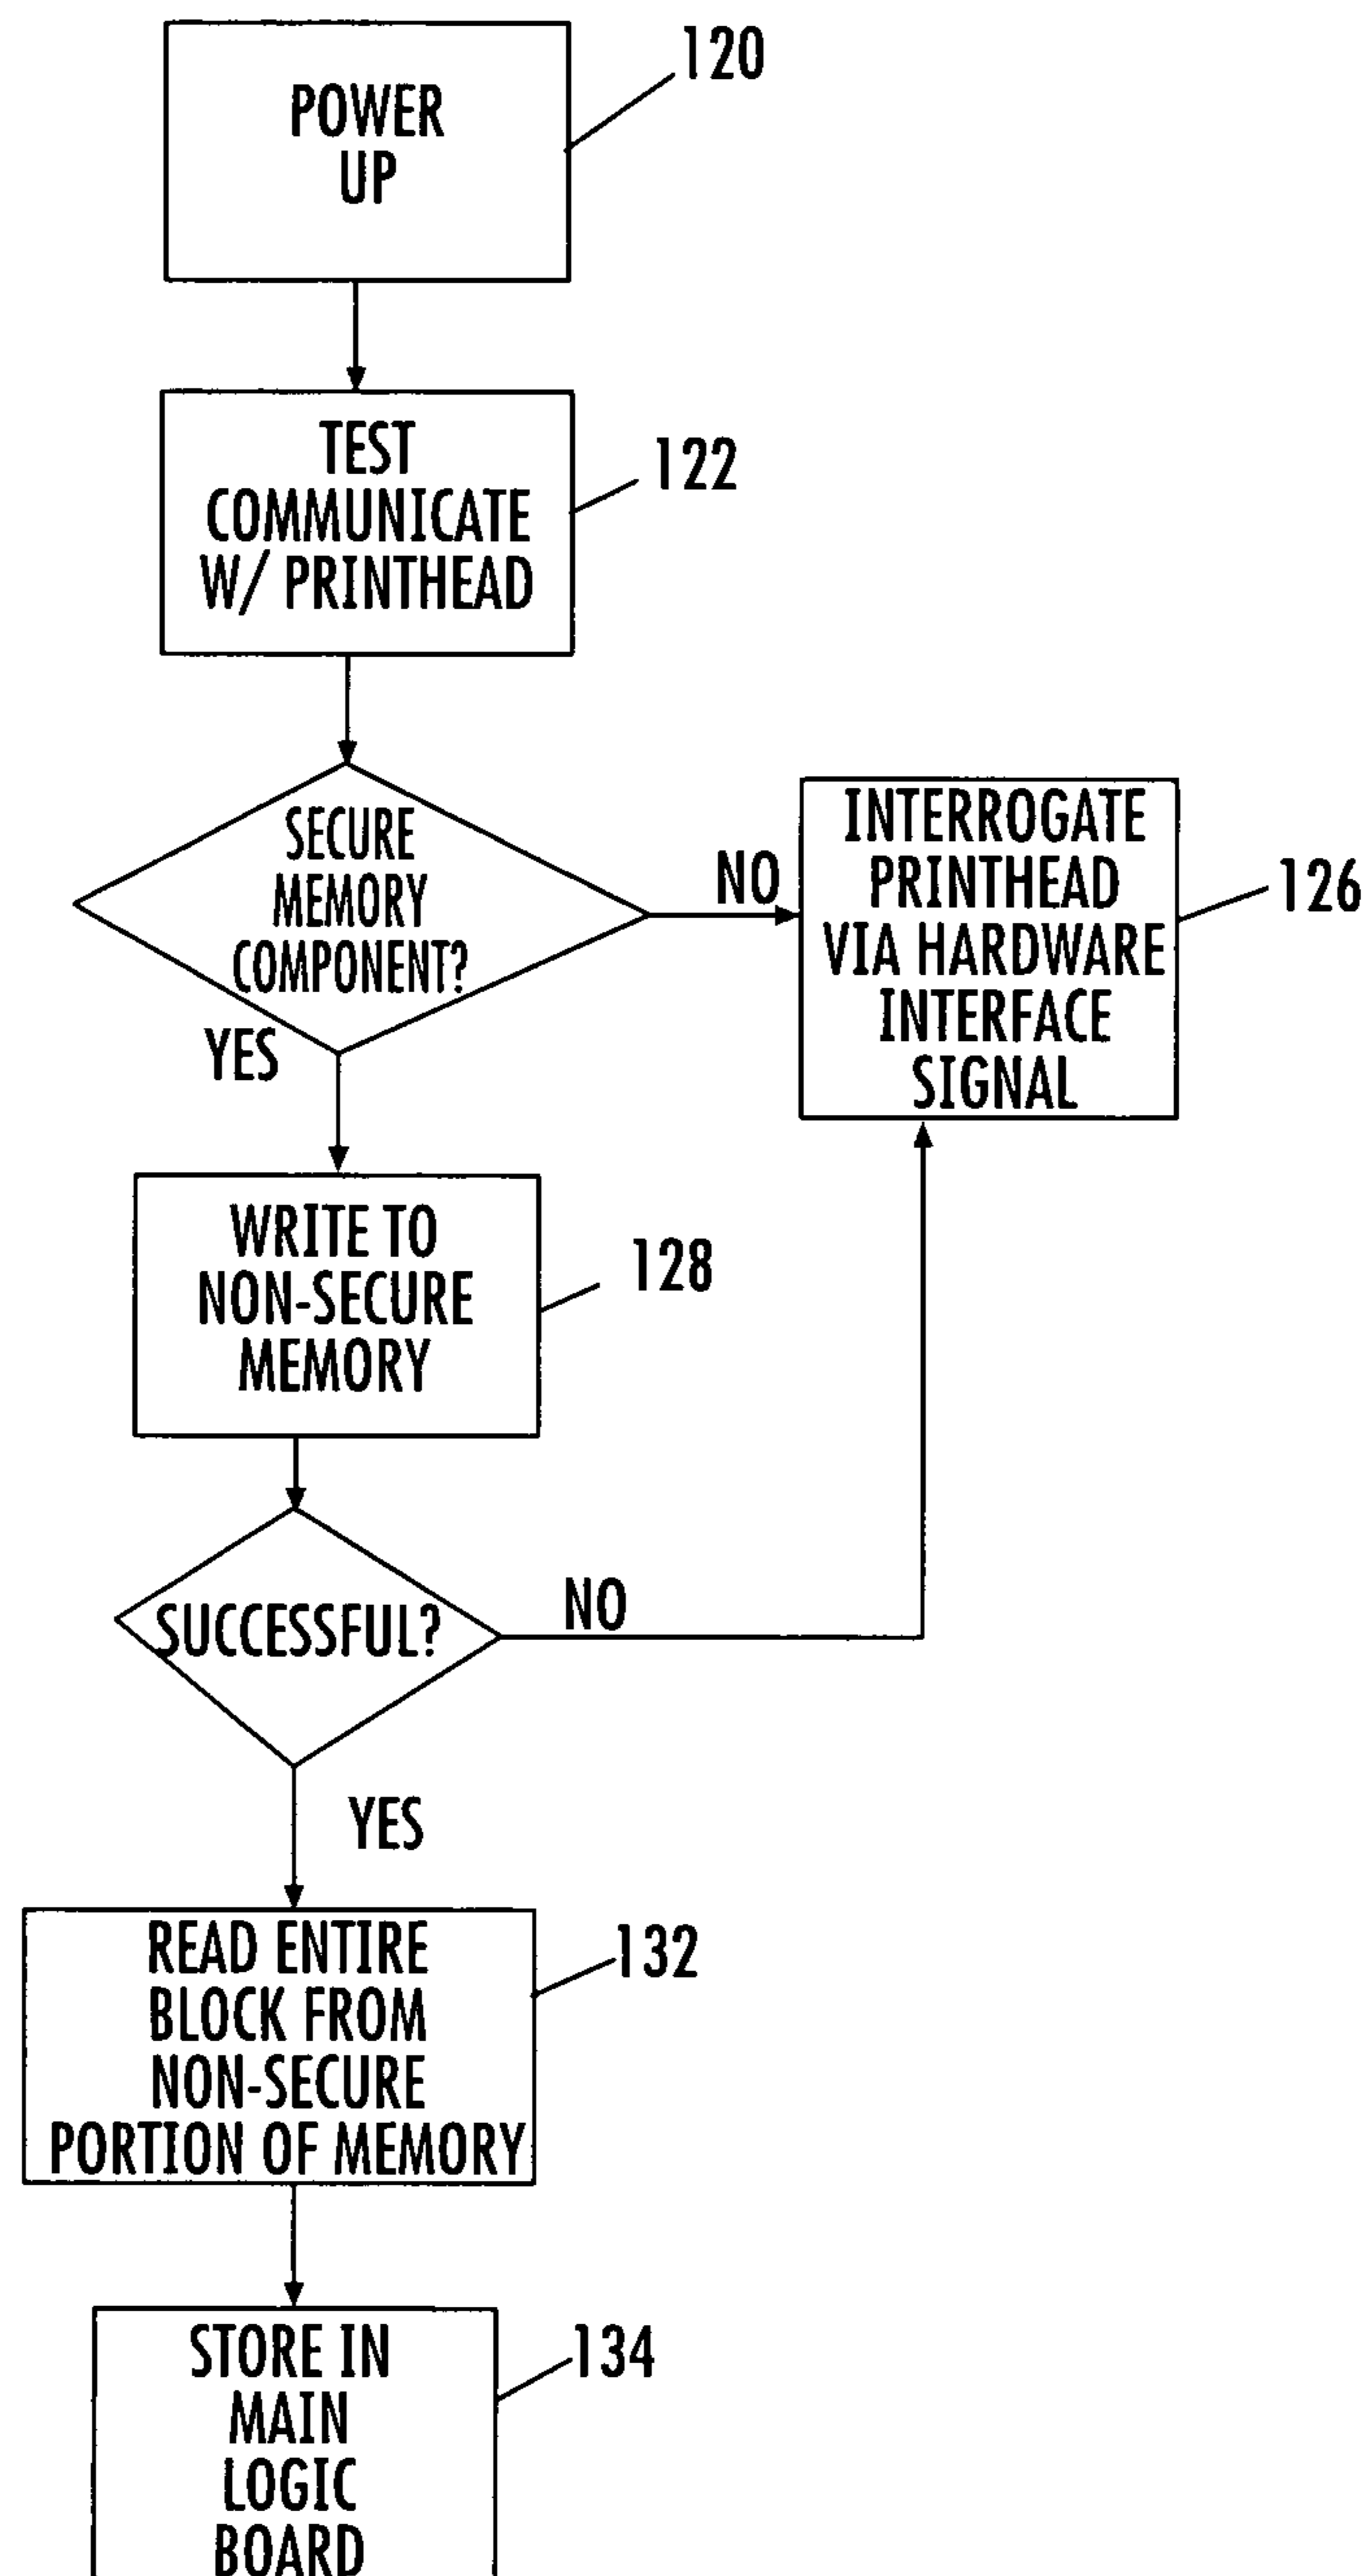 POWER
UP
120
TEST
COMMUNICATE
W/ PRINTHEAD
122
SECURE
MEMORY
COMPONENT?
NO
YES
INTERROGATE
PRINTHEAD
VIA HARDWARE
INTERFACE
SIGNAL
126
WRITE TO
NON-SECURE
MEMORY
128
SUCCESSFUL?
NO
YES
READ ENTIRE
BLOCK FROM
NON-SECURE
PORTION OF MEMORY
132
STORE IN
MAIN
LOGIC
BOARD
134